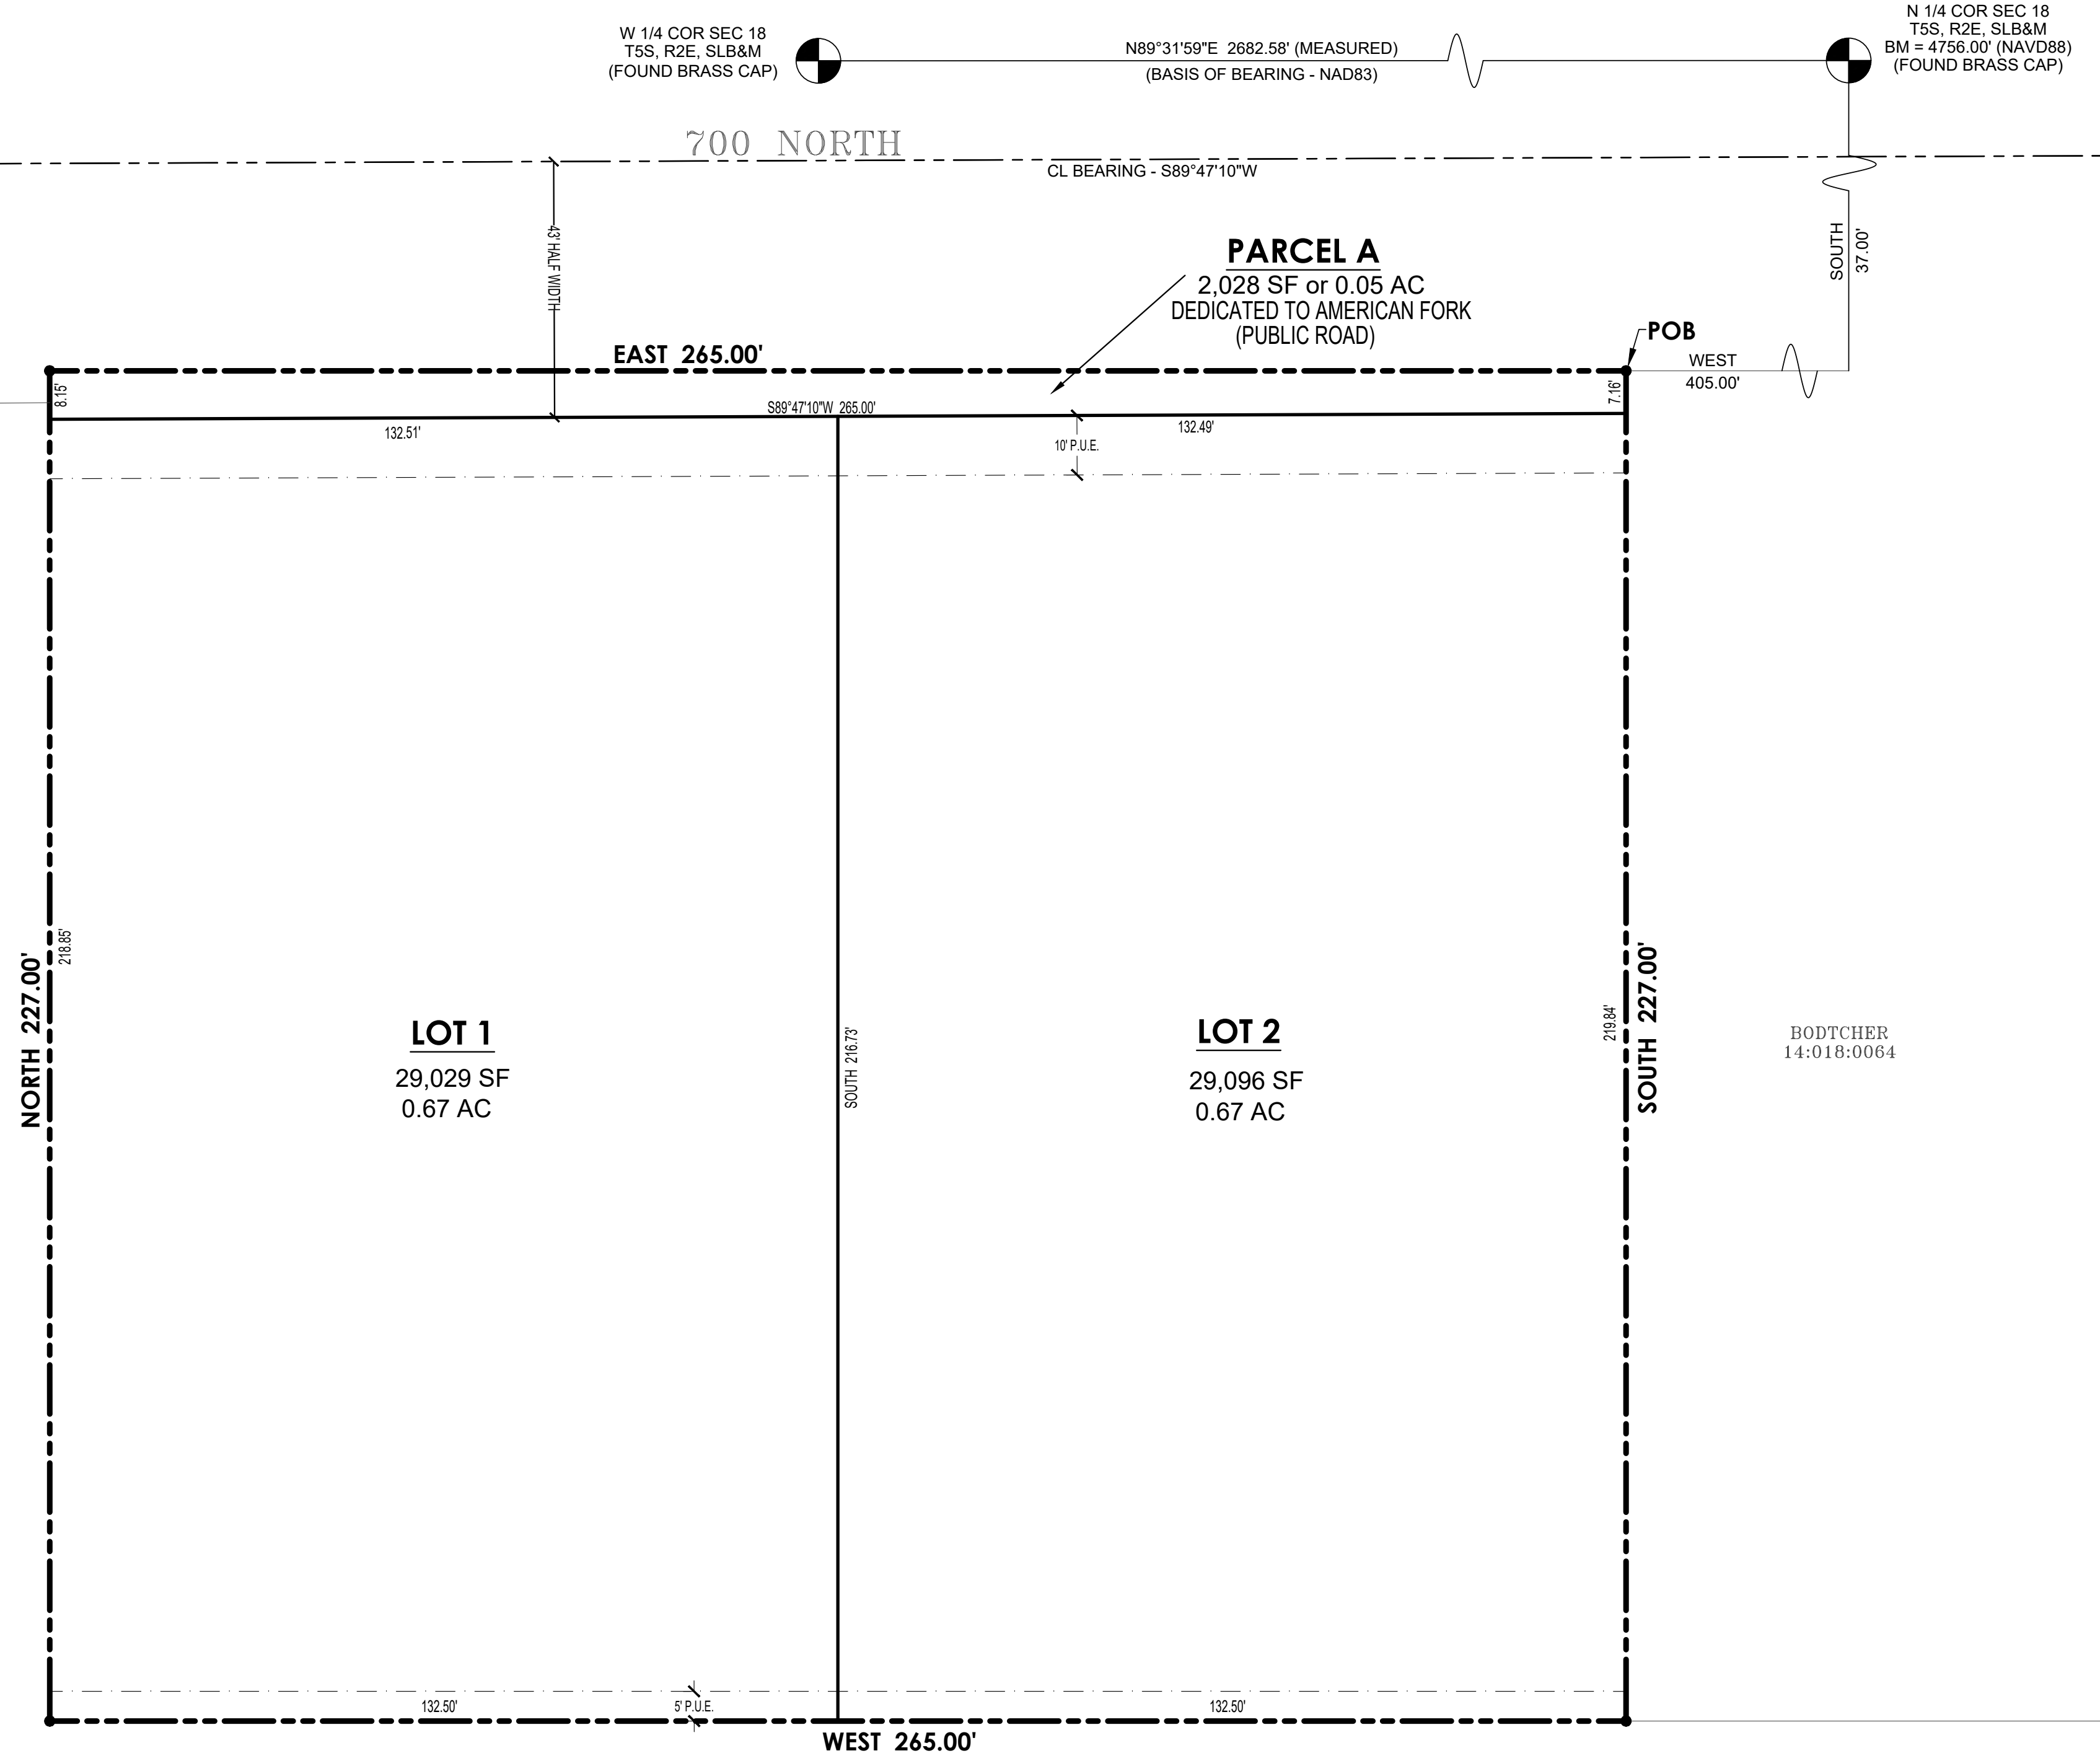 W 1/4 COR SEC 18
T5S, R2E, SLB&M
(FOUND BRASS CAP)
N89°31'59"E 2682.58' (MEASURED)
(BASIS OF BEARING - NAD83)
N 1/4 COR SEC 18
T5S, R2E, SLB&M
BM = 4756.00' (NAVD88)
(FOUND BRASS CAP)
700 NORTH
CL BEARING - S89°47'10"W
43' HALF WIDTH
PARCEL A
2,028 SF or 0.05 AC
DEDICATED TO AMERICAN FORK
(PUBLIC ROAD)
SOUTH
37.00'
POB
WEST
405.00'
EAST 265.00'
8.15'
7.16'
S89°47'10"W 265.00'
132.51'
132.49'
10' P.U.E.
NORTH 227.00'
218.85'
LOT 1
29,029 SF
0.67 AC
SOUTH 216.73'
LOT 2
29,096 SF
0.67 AC
219.84'
SOUTH 227.00'
BODTCHER
14:018:0064
132.50'
5' P.U.E.
132.50'
WEST 265.00'